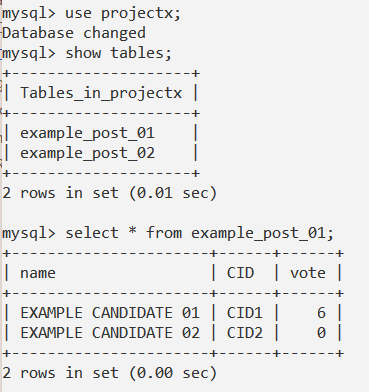 mysql> use projectx;
Database changed
mysql> show tables;
+--------------------+
| Tables_in_projectx |
+--------------------+
| example_post_01    |
| example_post_02    |
+--------------------+
2 rows in set (0.01 sec)

mysql> select * from example_post_01;
+----------------------+------+------+
| name                 | CID  | vote |
+----------------------+------+------+
| EXAMPLE CANDIDATE 01 | CID1 |    6 |
| EXAMPLE CANDIDATE 02 | CID2 |    0 |
+----------------------+------+------+
2 rows in set (0.00 sec)